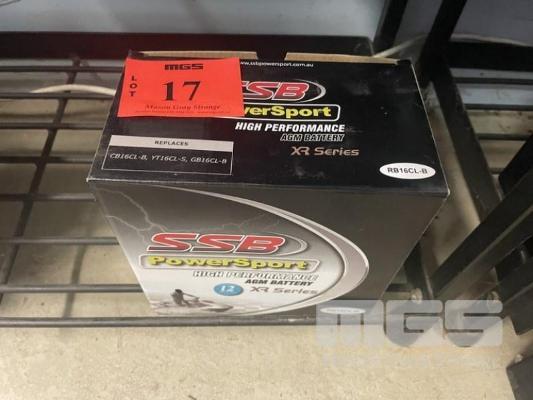 www.ssbpowersport.com.au
MGS
LOT
17
Mason Gray Strange
SSB
PowerSport
HIGH PERFORMANCE
AGM BATTERY
XR Series
REPLACES
CB16CL-B, YT16CL-S, GB16CL-B
RB16CL-B
SSB
PowerSport
HIGH PERFORMANCE
AGM BATTERY
12
XR Series
MGS